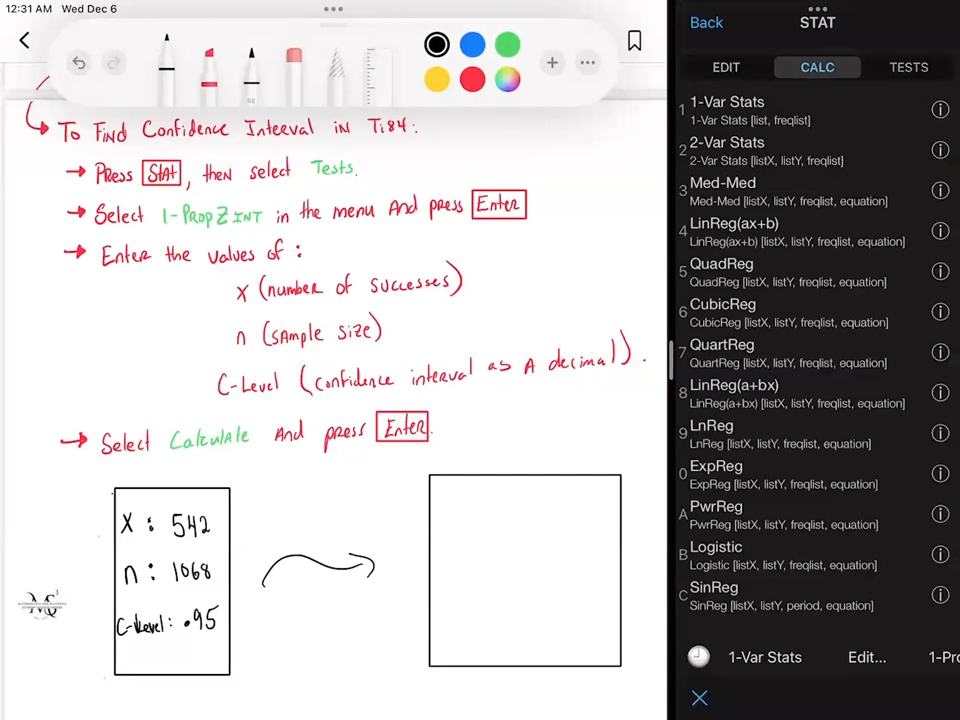 12:31 AM Wed Dec 6
To Find Confidence Interval in Ti84:
→ Press Stat, then select Tests.
→ Select 1-PropZInt in the menu And press Enter
→ Enter the values of:
x (number of successes)
n (sample size)
C-Level (confidence interval as A decimal).
→ Select Calculate And press Enter.
x : 542
n : 1068
C-Level: .95
Back STAT
EDIT CALC TESTS
1 1-Var Stats
1-Var Stats [list, freqlist]
2 2-Var Stats
2-Var Stats [listX, listY, freqlist]
3 Med-Med
Med-Med [listX, listY, freqlist, equation]
4 LinReg(ax+b)
LinReg(ax+b) [listX, listY, freqlist, equation]
5 QuadReg
QuadReg [listX, listY, freqlist, equation]
6 CubicReg
CubicReg [listX, listY, freqlist, equation]
7 QuartReg
QuartReg [listX, listY, freqlist, equation]
8 LinReg(a+bx)
LinReg(a+bx) [listX, listY, freqlist, equation]
9 LnReg
LnReg [listX, listY, freqlist, equation]
0 ExpReg
ExpReg [listX, listY, freqlist, equation]
A PwrReg
PwrReg [listX, listY, freqlist, equation]
B Logistic
Logistic [listX, listY, freqlist, equation]
C SinReg
SinReg [listX, listY, period, equation]
1-Var Stats Edit... 1-Pro